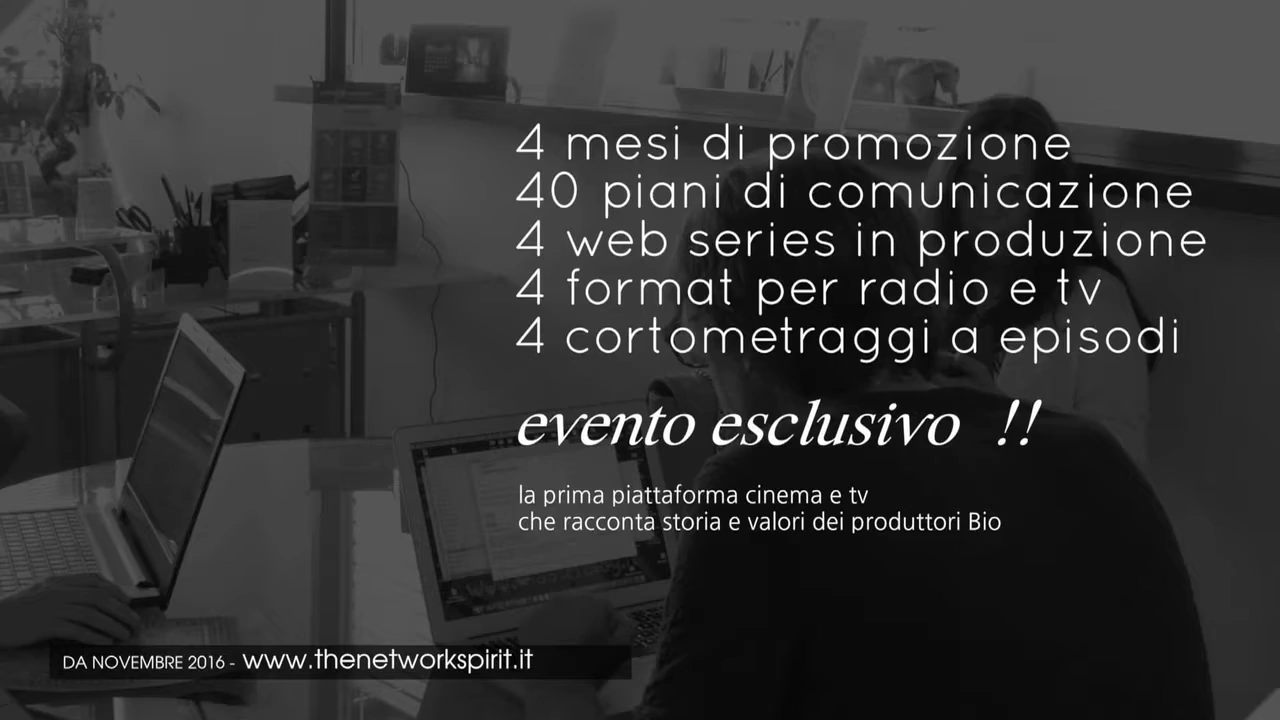 4 mesi di promozione
40 piani di comunicazione
4 web series in produzione
4 format per radio e tv
4 cortometraggi a episodi
evento esclusivo !!
la prima piattaforma cinema e tv
che racconta storia e valori dei produttori Bio
DA NOVEMBRE 2016 - www.thenetworkspirit.it